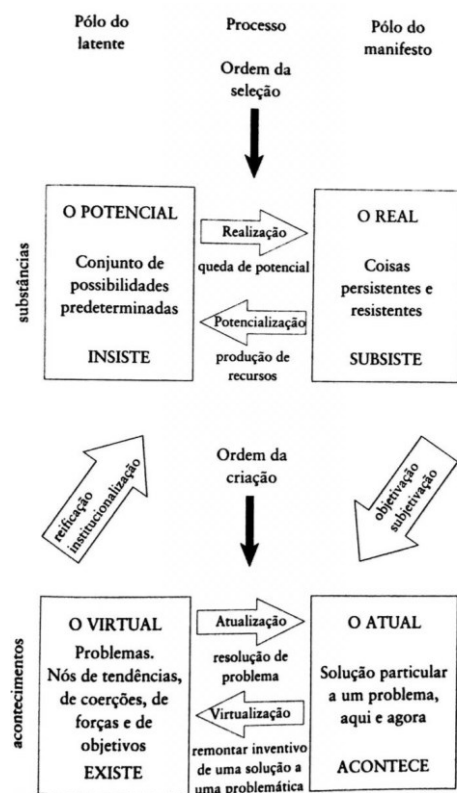 Pólo do
latente
Processo
Pólo do
manifesto
Ordem da
seleção
substâncias
O POTENCIAL
Conjunto de
possibilidades
predeterminadas
INSISTE
Realização
queda de potencial
Potencialização
produção de
recursos
O REAL
Coisas
persistentes e
resistentes
SUBSISTE
reificação
institucionalização
Ordem da
criação
objetivação
subjetivação
acontecimentos
O VIRTUAL
Problemas.
Nós de tendências,
de coerções, de
forças e de
objetivos
EXISTE
Atualização
resolução de
problema
Virtualização
remontar inventivo
de uma solução a
uma problemática
O ATUAL
Solução particular
a um problema,
aqui e agora
ACONTECE